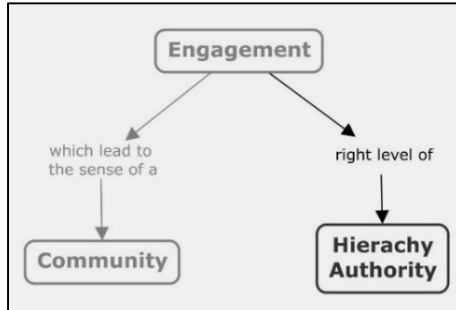 Engagement
which lead to
the sense of a
right level of
Community
Hierachy
Authority